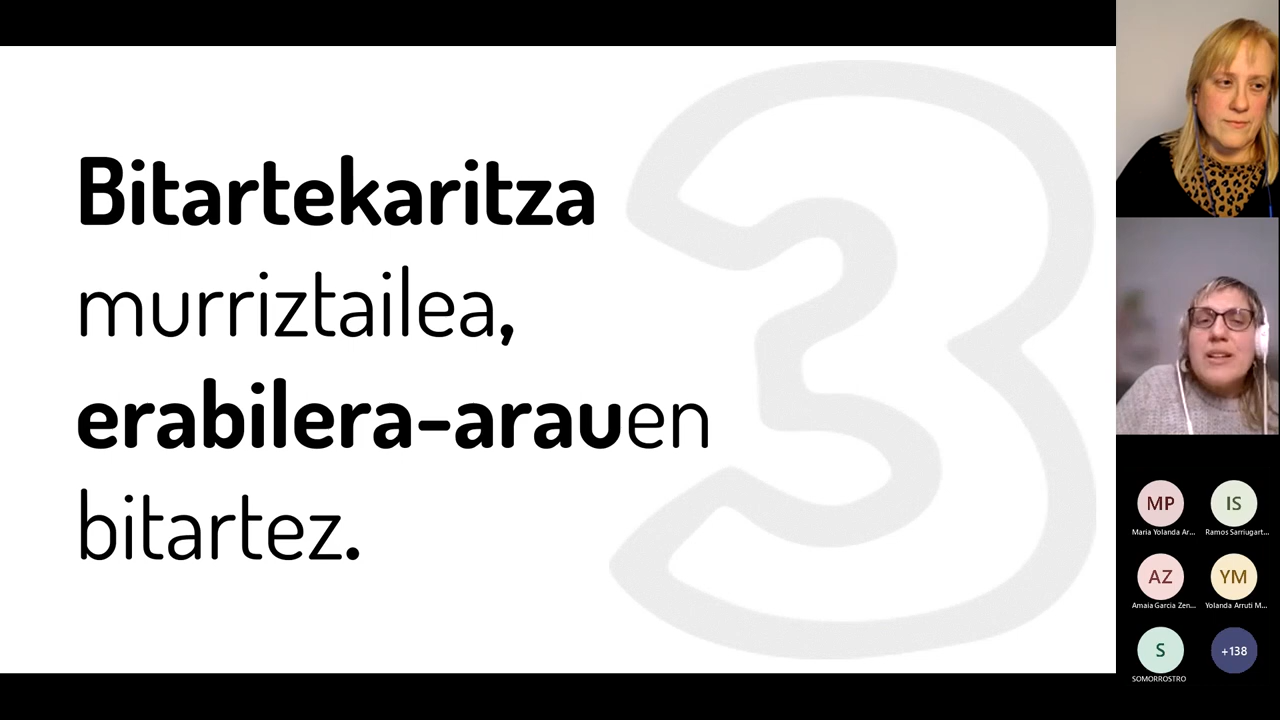 Bitartekaritza
murriztailea,
erabilera-arauen
bitartez.
3
MP
IS
Maria Yolanda Ar...
Ramos Sarriugart...
AZ
YM
Amaia Garcia Zen...
Yolanda Arruti M...
S
+138
SOMORROSTRO